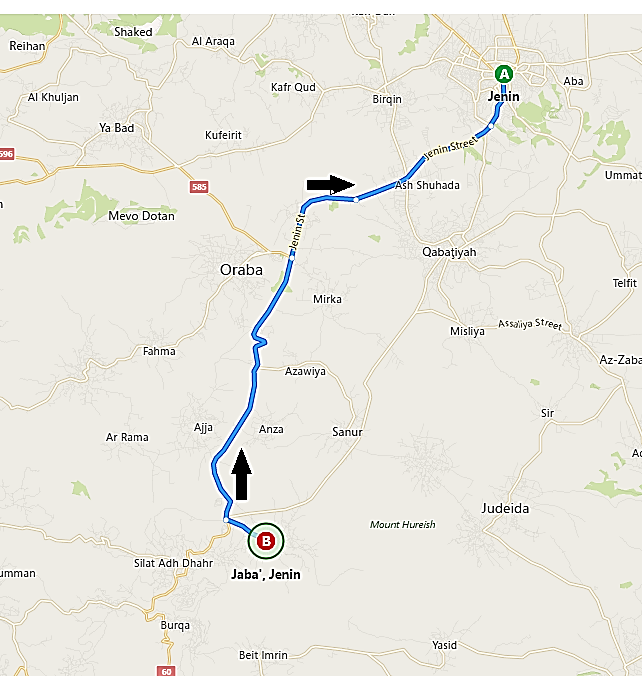 Shaked
Reihan
Al Araqa
A
Aba
Kafr Qud
Jenin
Al Khuljan
Birqin
Ya Bad
Kufeirit
Jenin Street
596
Ummat
585
Ash Shuhada
Mevo Dotan
Jenin St
Qabaţiyah
Oraba
Telfit
Mirka
Misliya
Assaliya Street
Fahma
Az-Zaba
Azawiya
Sir
Ajja
Anza
Sanur
Ar Rama
Judeida
Mount Hureish
B
Silat Adh Dhahr
Jaba', Jenin
umman
Burqa
Yasid
Beit Imrin
60